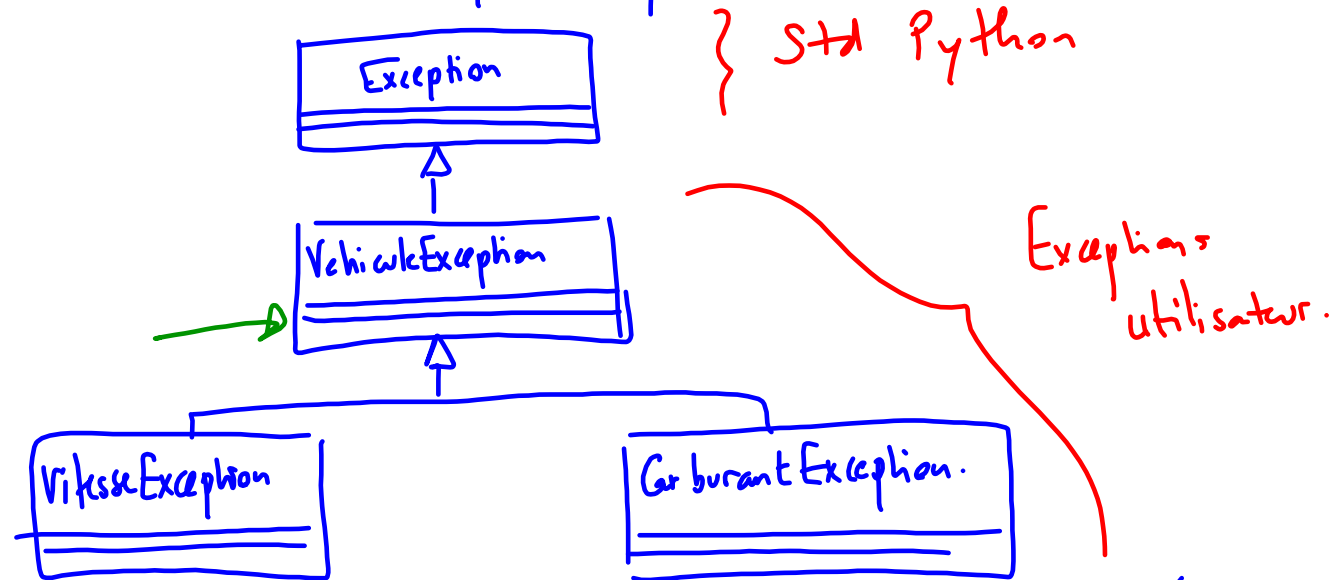 Exception
} Std Python
VehiculeException
Exceptions
utilisateur.
VitesseException
CarburantException.